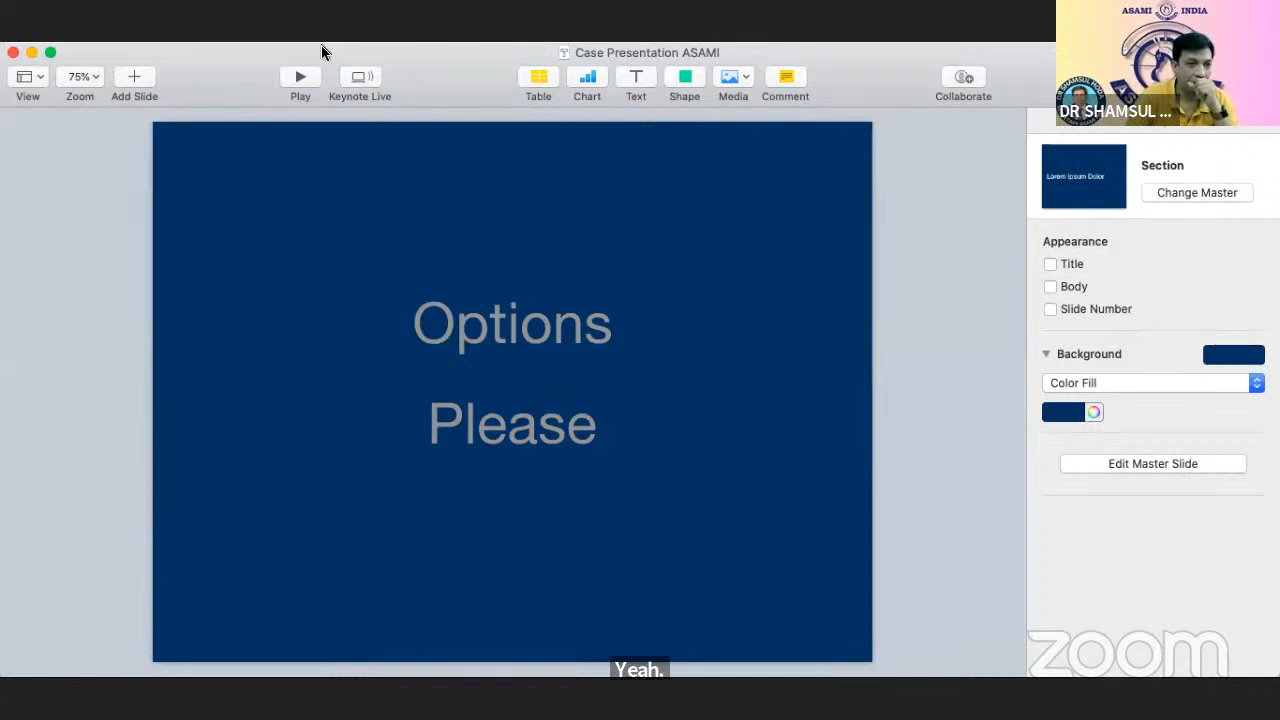 Case Presentation ASAMI
View
75%
Zoom
Add Slide
Play
Keynote Live
Table
Chart
Text
Shape
Media
Comment
Collaborate
ASAMI INDIA
DR SHAMSUL ...
Options
Please
Lorem Ipsum Dolor
Section
Change Master
Appearance
Title
Body
Slide Number
Background
Color Fill
Edit Master Slide
zoom
Yeah.